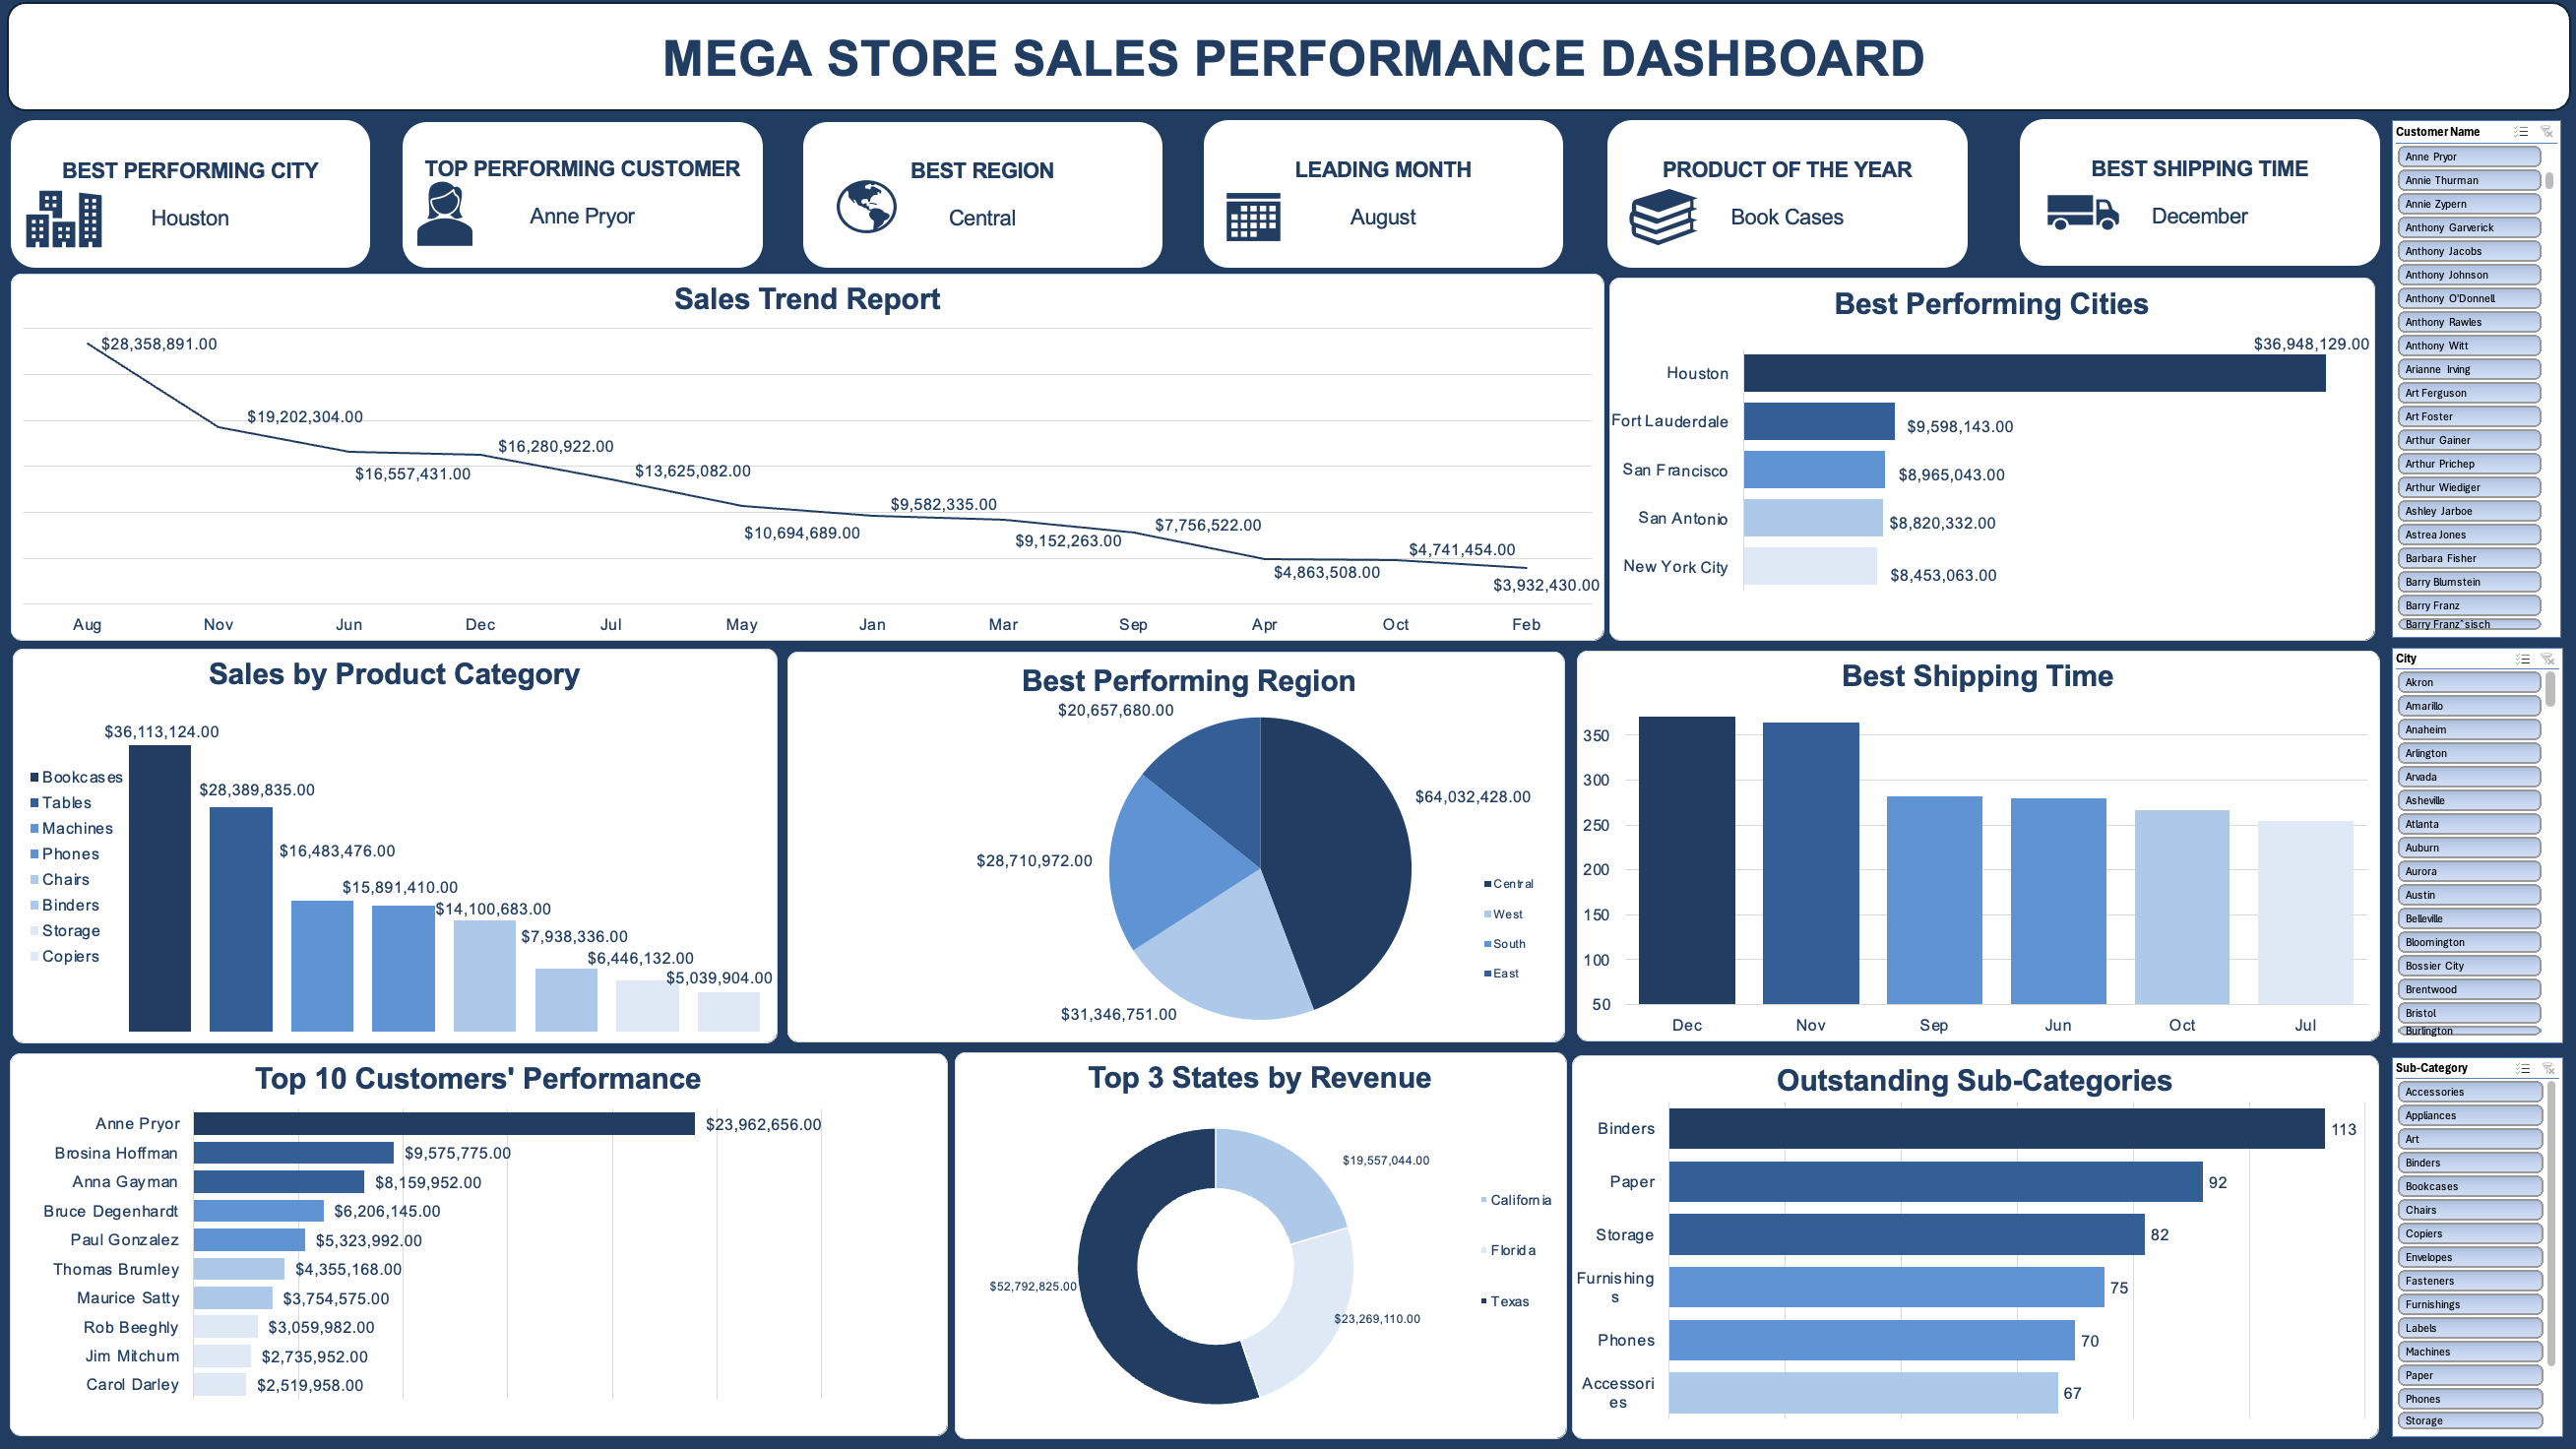 MEGA STORE SALES PERFORMANCE DASHBOARD
BEST PERFORMING CITY
Houston
TOP PERFORMING CUSTOMER
Anne Pryor
BEST REGION
Central
LEADING MONTH
August
PRODUCT OF THE YEAR
Book Cases
BEST SHIPPING TIME
December
Customer Name
Anne Pryor
Annie Thurman
Annie Zypern
Anthony Garverick
Anthony Jacobs
Anthony Johnson
Anthony O'Donnell
Anthony Rawles
Anthony Witt
Arianne Irving
Art Ferguson
Art Foster
Arthur Gainer
Arthur Prichep
Arthur Wiediger
Ashley Jarboe
Astrea Jones
Barbara Fisher
Barry Blumstein
Barry Franz
Barry Franz˜sisch
Sales Trend Report
$28,358,891.00
$19,202,304.00
$16,557,431.00
$16,280,922.00
$13,625,082.00
$10,694,689.00
$9,582,335.00
$9,152,263.00
$7,756,522.00
$4,863,508.00
$4,741,454.00
$3,932,430.00
Aug Nov Jun Dec Jul May Jan Mar Sep Apr Oct Feb
Best Performing Cities
$36,948,129.00
Houston
Fort Lauderdale $9,598,143.00
San Francisco $8,965,043.00
San Antonio $8,820,332.00
New York City $8,453,063.00
Sales by Product Category
$36,113,124.00
$28,389,835.00
$16,483,476.00
$15,891,410.00
$14,100,683.00
$7,938,336.00
$6,446,132.00
$5,039,904.00
Bookcases
Tables
Machines
Phones
Chairs
Binders
Storage
Copiers
Best Performing Region
$20,657,680.00
$64,032,428.00
$28,710,972.00
$31,346,751.00
Central
West
South
East
Best Shipping Time
350
300
250
200
150
100
50
Dec Nov Sep Jun Oct Jul
City
Akron
Amarillo
Anaheim
Arlington
Arvada
Asheville
Atlanta
Auburn
Aurora
Austin
Belleville
Bloomington
Bossier City
Brentwood
Bristol
Burlington
Top 10 Customers' Performance
Anne Pryor $23,962,656.00
Brosina Hoffman $9,575,775.00
Anna Gayman $8,159,952.00
Bruce Degenhardt $6,206,145.00
Paul Gonzalez $5,323,992.00
Thomas Brumley $4,355,168.00
Maurice Satty $3,754,575.00
Rob Beeghly $3,059,982.00
Jim Mitchum $2,735,952.00
Carol Darley $2,519,958.00
Top 3 States by Revenue
$19,557,044.00
$52,792,825.00
$23,269,110.00
California
Florida
Texas
Outstanding Sub-Categories
Binders 113
Paper 92
Storage 82
Furnishing
s
75
Phones 70
Accessori
es
67
Sub-Category
Accessories
Appliances
Art
Binders
Bookcases
Chairs
Copiers
Envelopes
Fasteners
Furnishings
Labels
Machines
Paper
Phones
Storage